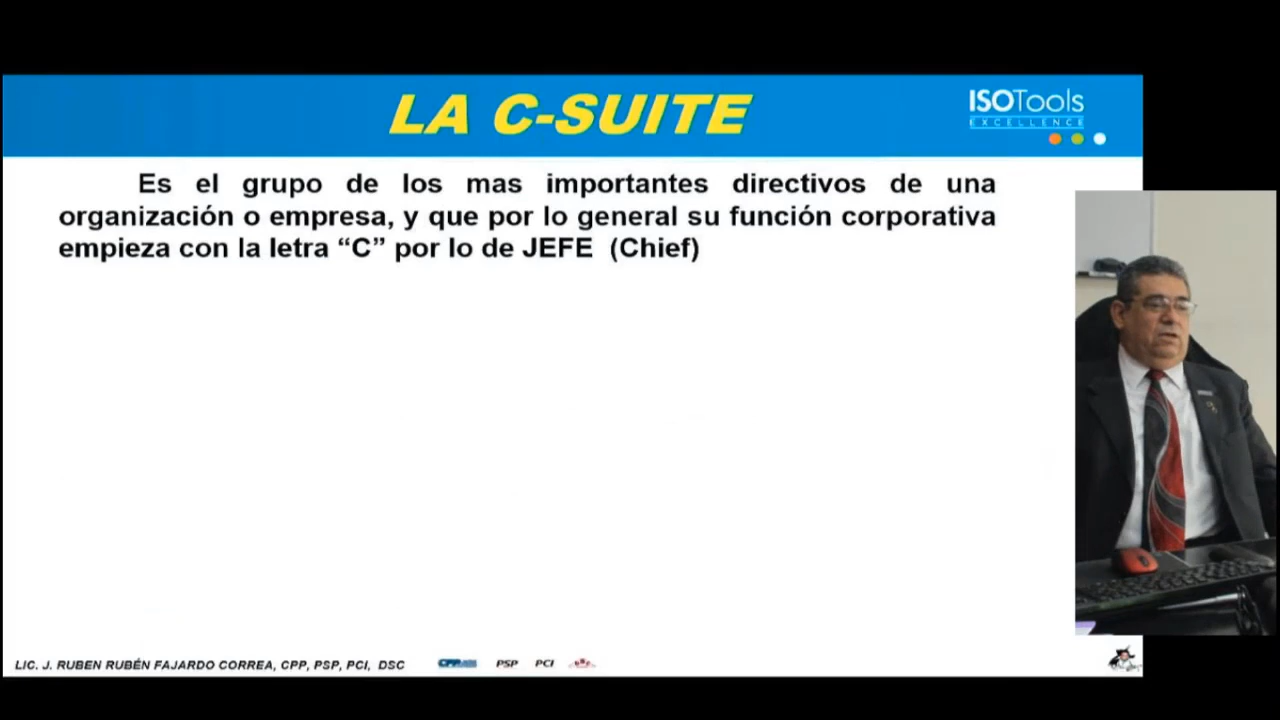 LA C-SUITE
ISOTools
EXCELLENCE
Es el grupo de los mas importantes directivos de una
organización o empresa, y que por lo general su función corporativa
empieza con la letra “C” por lo de JEFE (Chief)
LIC. J. RUBEN RUBÉN FAJARDO CORREA, CPP, PSP, PCI, DSC
CPP
PSP
PCI